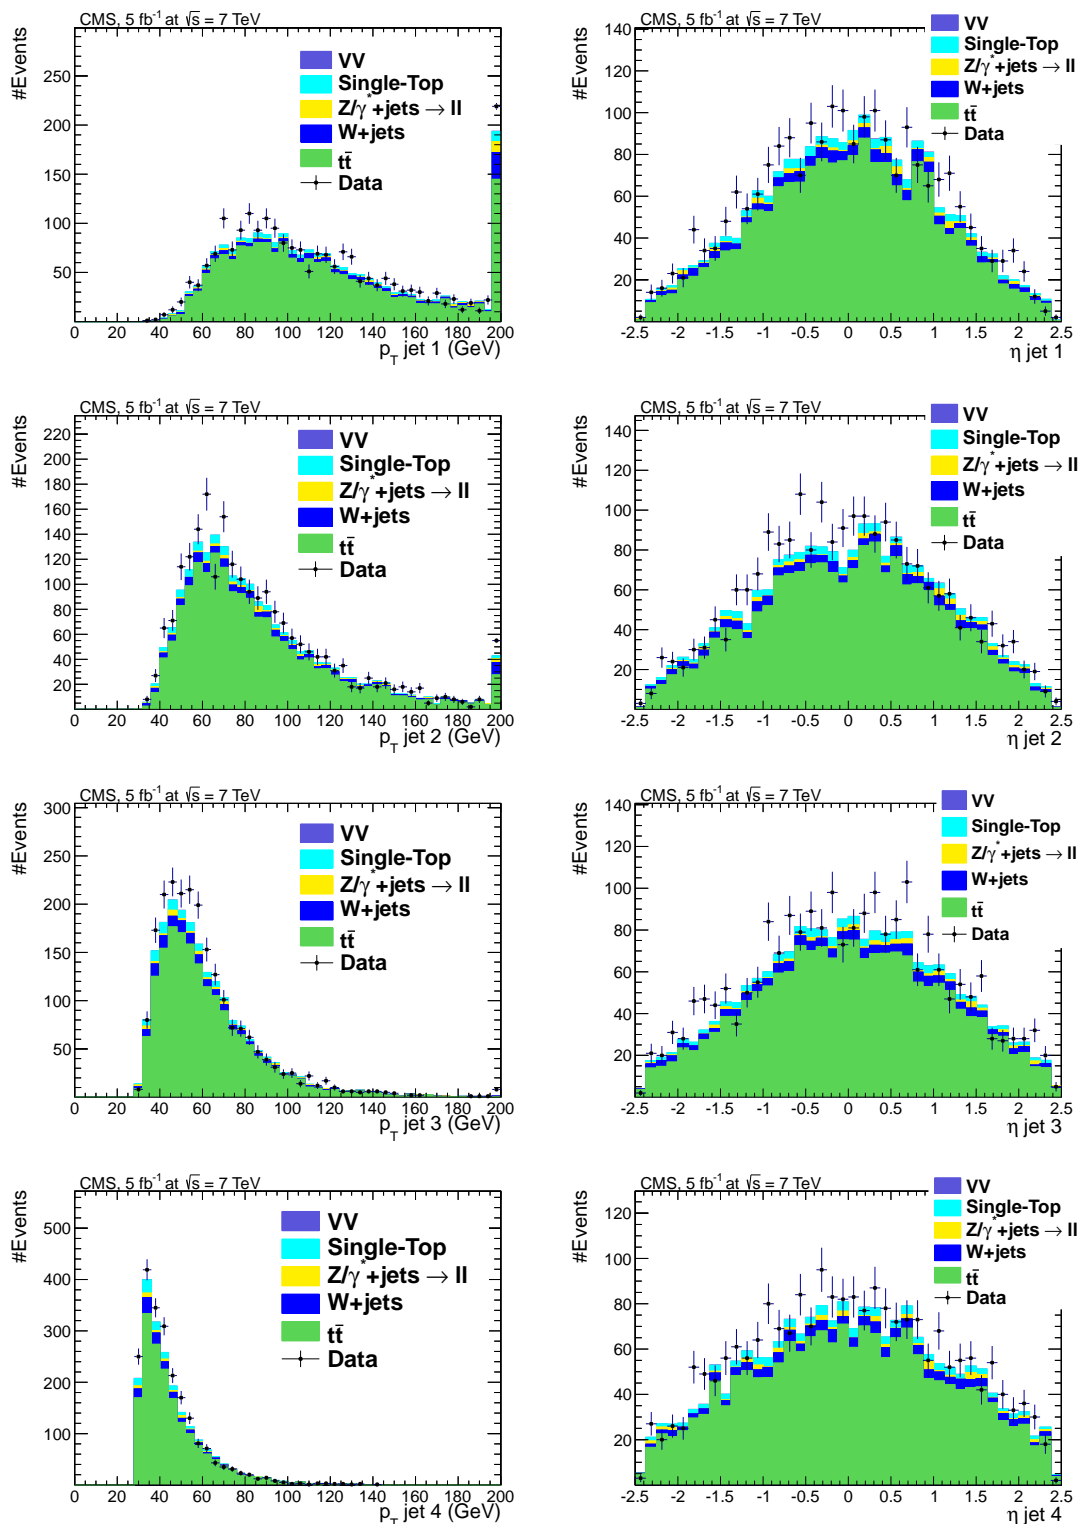 CMS, 5 fb-1 at √s = 7 TeV
#Events
VV
Single-Top
Z/γ*+jets → ll
W+jets
tt̄
Data
50
100
150
200
250
0 20 40 60 80 100 120 140 160 180 200
pT jet 1 (GeV)
CMS, 5 fb-1 at √s = 7 TeV
#Events
VV
Single-Top
Z/γ*+jets → ll
W+jets
tt̄
Data
20
40
60
80
100
120
140
-2.5 -2 -1.5 -1 -0.5 0 0.5 1 1.5 2 2.5
η jet 1
CMS, 5 fb-1 at √s = 7 TeV
#Events
VV
Single-Top
Z/γ*+jets → ll
W+jets
tt̄
Data
20
40
60
80
100
120
140
160
180
200
220
0 20 40 60 80 100 120 140 160 180 200
pT jet 2 (GeV)
CMS, 5 fb-1 at √s = 7 TeV
#Events
VV
Single-Top
Z/γ*+jets → ll
W+jets
tt̄
Data
20
40
60
80
100
120
140
-2.5 -2 -1.5 -1 -0.5 0 0.5 1 1.5 2 2.5
η jet 2
CMS, 5 fb-1 at √s = 7 TeV
#Events
VV
Single-Top
Z/γ*+jets → ll
W+jets
tt̄
Data
50
100
150
200
250
300
0 20 40 60 80 100 120 140 160 180 200
pT jet 3 (GeV)
CMS, 5 fb-1 at √s = 7 TeV
#Events
VV
Single-Top
Z/γ*+jets → ll
W+jets
tt̄
Data
20
40
60
80
100
120
140
-2.5 -2 -1.5 -1 -0.5 0 0.5 1 1.5 2 2.5
η jet 3
CMS, 5 fb-1 at √s = 7 TeV
#Events
VV
Single-Top
Z/γ*+jets → ll
W+jets
tt̄
Data
100
200
300
400
500
0 20 40 60 80 100 120 140 160 180 200
pT jet 4 (GeV)
CMS, 5 fb-1 at √s = 7 TeV
#Events
VV
Single-Top
Z/γ*+jets → ll
W+jets
tt̄
Data
20
40
60
80
100
120
-2.5 -2 -1.5 -1 -0.5 0 0.5 1 1.5 2 2.5
η jet 4